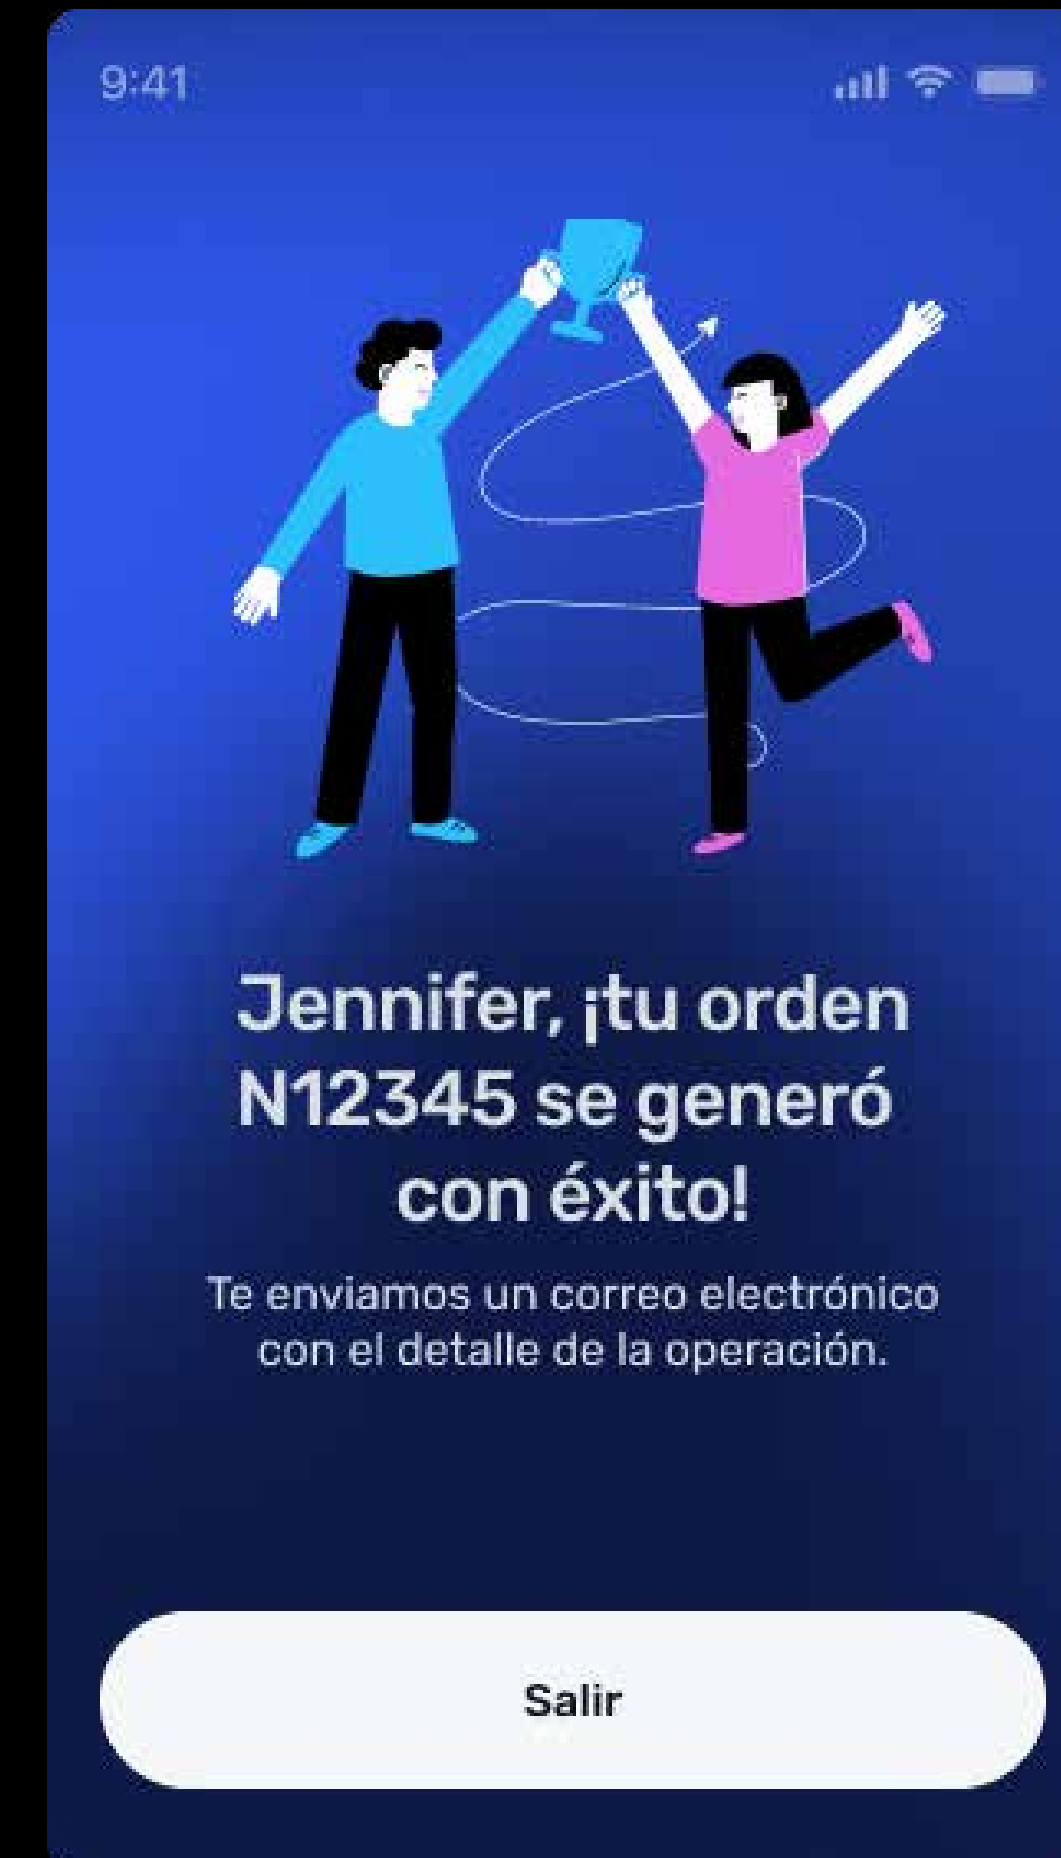 9:41
Jennifer, ¡tu orden
N12345 se generó
con éxito!
Te enviamos un correo electrónico
con el detalle de la operación.
Salir